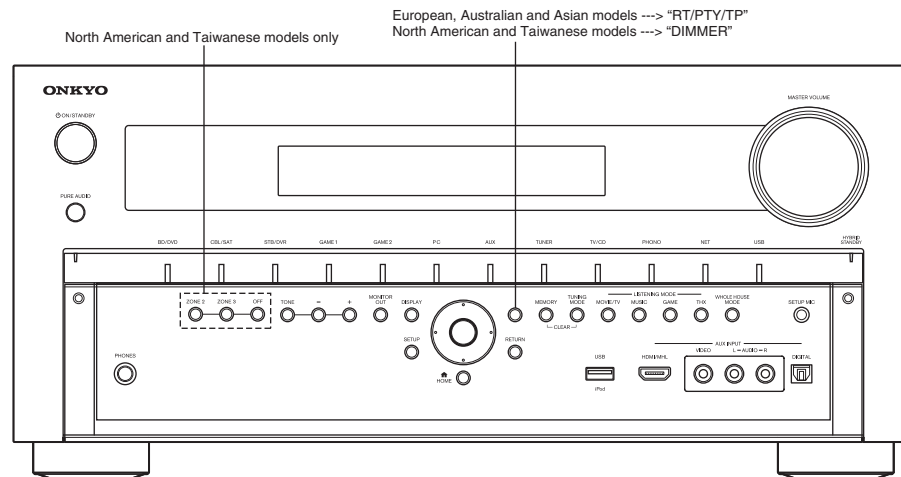 European, Australian and Asian models ---> “RT/PTY/TP”
North American and Taiwanese models only
North American and Taiwanese models ---> “DIMMER”
ONKYO
MASTER VOLUME
ON/STANDBY
PURE AUDIO
BD/DVD CBL/SAT STB/DVR GAME 1 GAME 2 PC AUX TUNER TV/CD PHONO NET USB
HYBRID
STANDBY
ZONE 2 ZONE 3 OFF TONE − +
MONITOR
OUT
DISPLAY
MEMORY
TUNING
MODE
LISTENING MODE
MOVIE/TV MUSIC GAME THX
WHOLE HOUSE
MODE
SETUP MIC
CLEAR
SETUP
RETURN
HOME
PHONES
USB
iPod
HDMI/MHL
AUX INPUT
VIDEO L AUDIO R DIGITAL